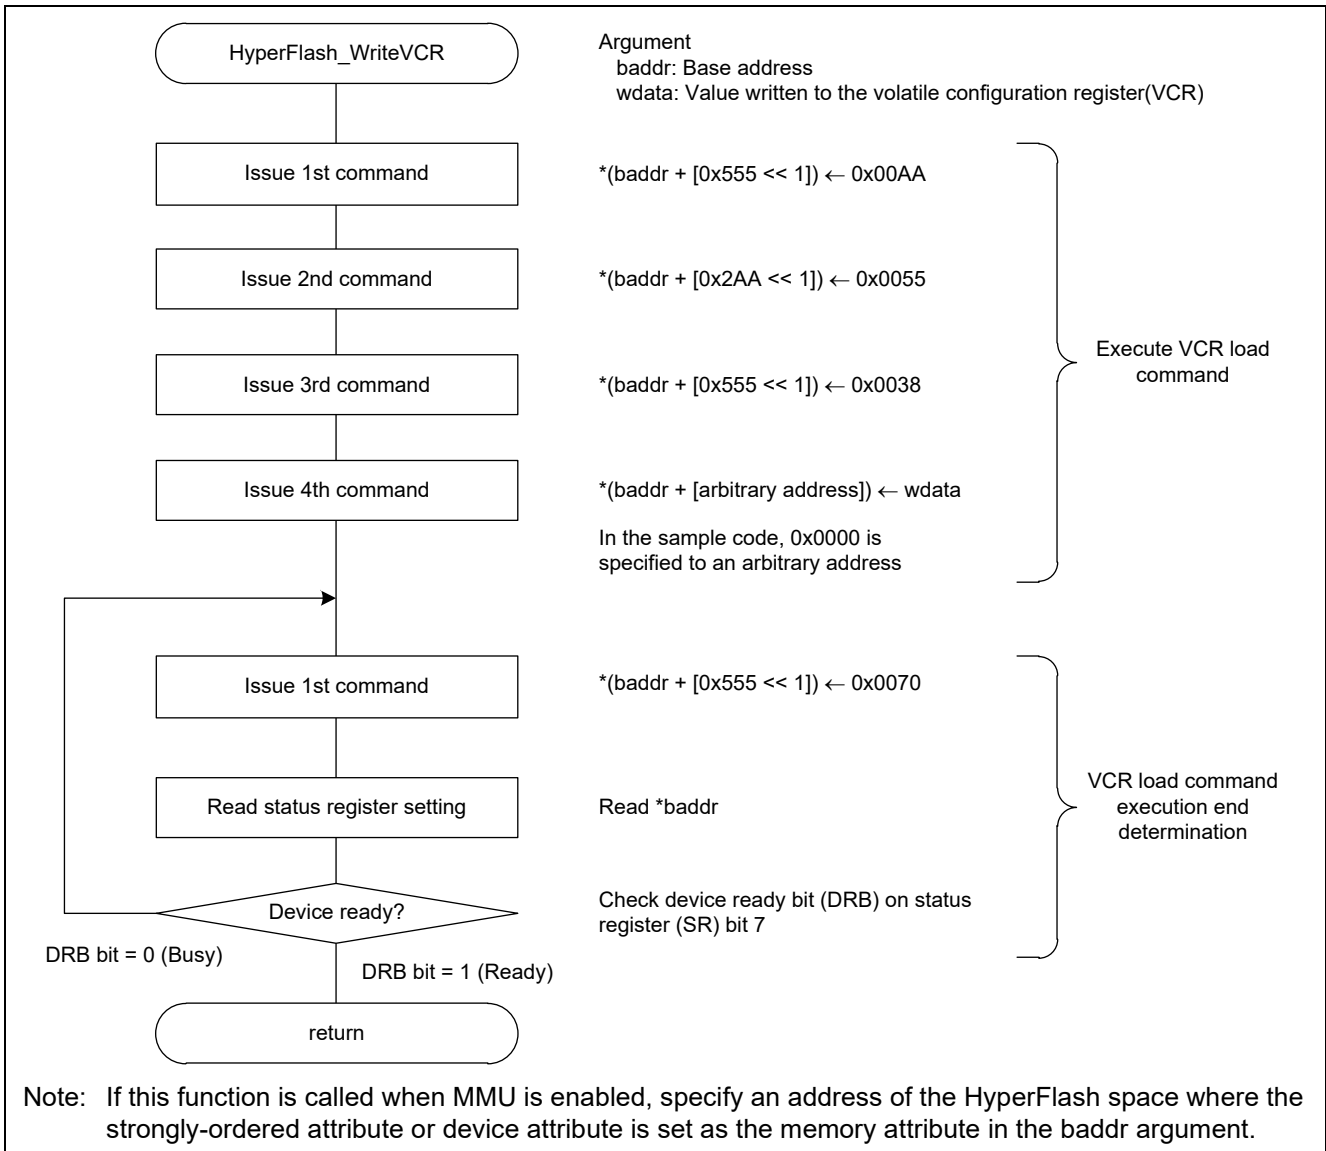 HyperFlash_WriteVCR
Argument
baddr: Base address
wdata: Value written to the volatile configuration register(VCR)
Issue 1st command
*(baddr + [0x555 << 1]) ← 0x00AA
Issue 2nd command
*(baddr + [0x2AA << 1]) ← 0x0055
Execute VCR load
command
Issue 3rd command
*(baddr + [0x555 << 1]) ← 0x0038
Issue 4th command
*(baddr + [arbitrary address]) ← wdata
In the sample code, 0x0000 is
specified to an arbitrary address
Issue 1st command
*(baddr + [0x555 << 1]) ← 0x0070
Read status register setting
Read *baddr
VCR load command
execution end
determination
Device ready?
Check device ready bit (DRB) on status
register (SR) bit 7
DRB bit = 0 (Busy)
DRB bit = 1 (Ready)
return
Note: If this function is called when MMU is enabled, specify an address of the HyperFlash space where the
strongly-ordered attribute or device attribute is set as the memory attribute in the baddr argument.